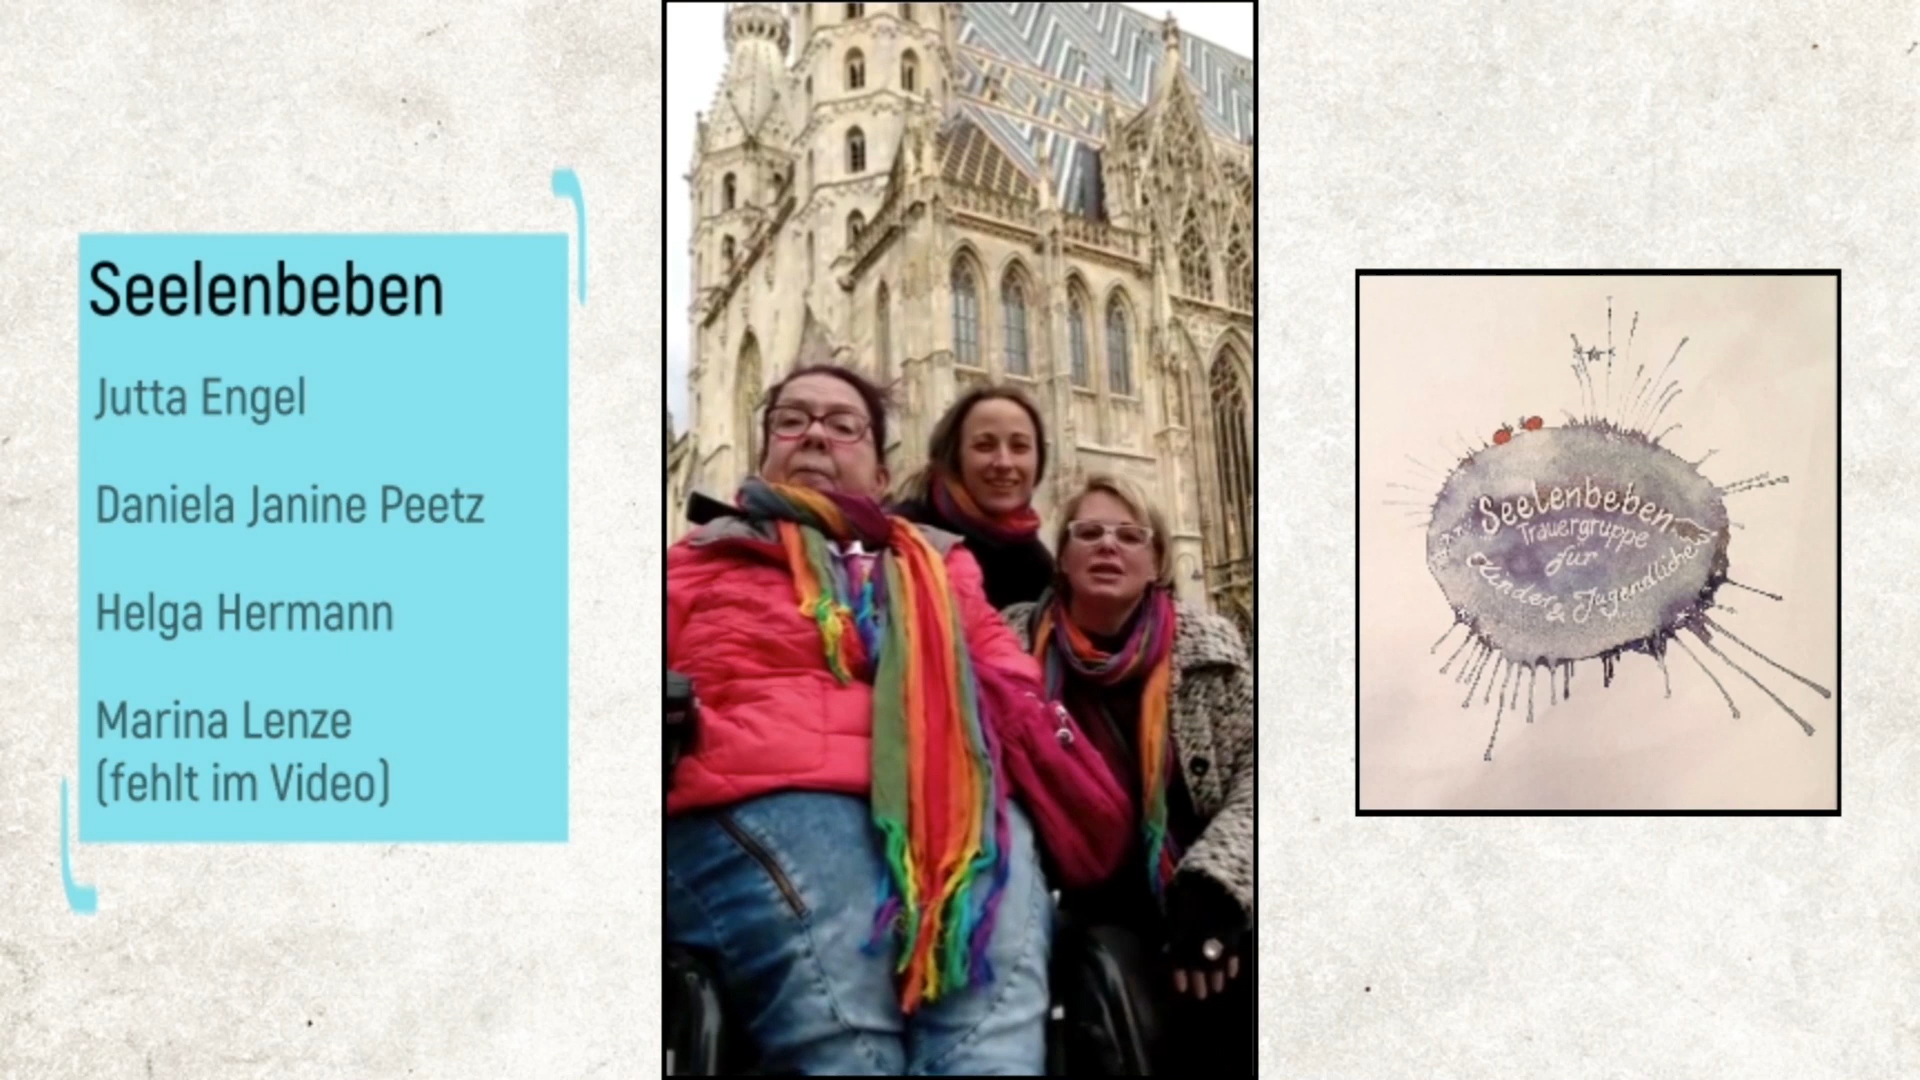 Seelenbeben
Jutta Engel
Daniela Janine Peetz
Helga Hermann
Marina Lenze
(fehlt im Video)
Seelenbeben
Trauergruppe
für
Kinder & Jugendliche